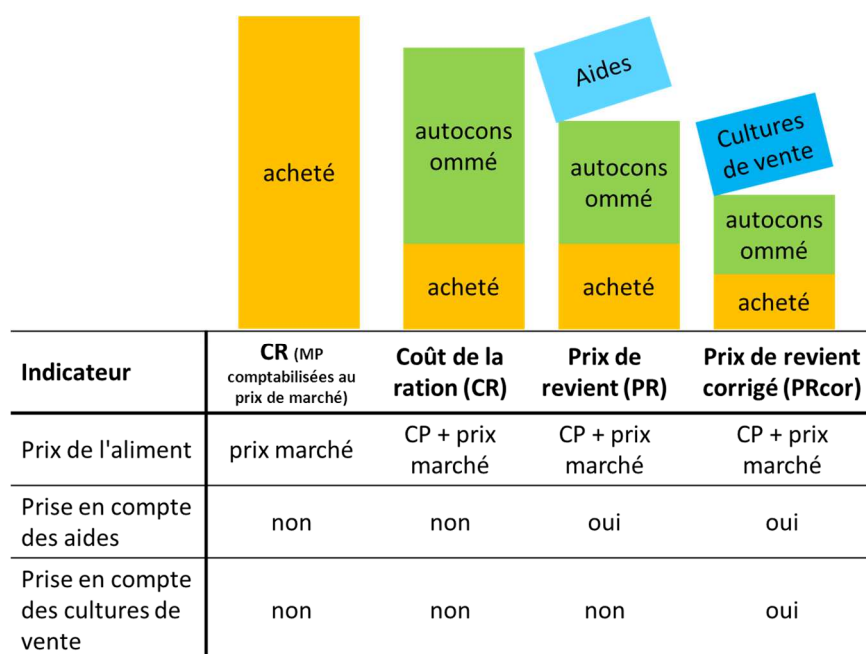 acheté
autocons
ommé
acheté
Aides
autocons
ommé
acheté
Cultures
de vente
autocons
ommé
acheté
Indicateur
CR (MP
comptabilisées au
prix de marché)
Coût de la
ration (CR)
Prix de
revient (PR)
Prix de revient
corrigé (PRcor)
Prix de l'aliment
prix marché
CP + prix
marché
CP + prix
marché
CP + prix
marché
Prise en compte
des aides
non
non
oui
oui
Prise en compte
des cultures de
vente
non
non
non
oui